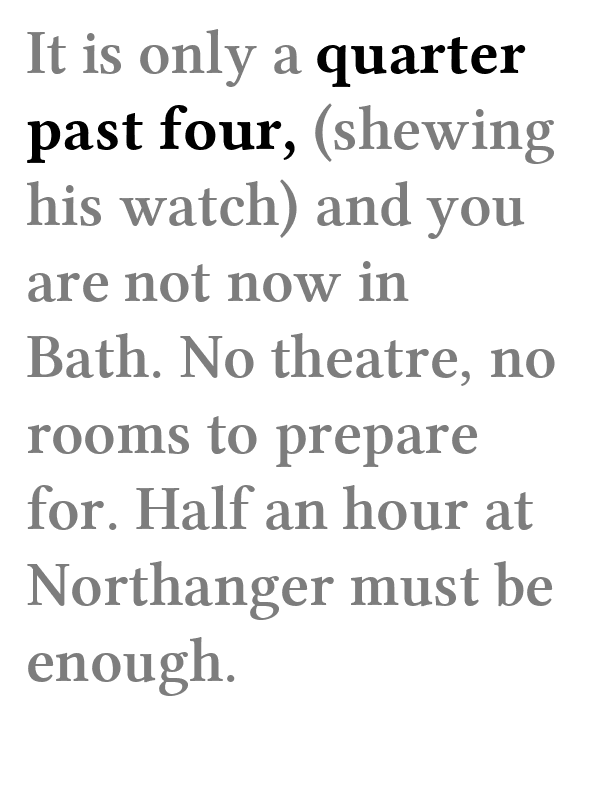 It is only a quarter
past four, (shewing
his watch) and you
are not now in
Bath. No theatre, no
rooms to prepare
for. Half an hour at
Northanger must be
enough.